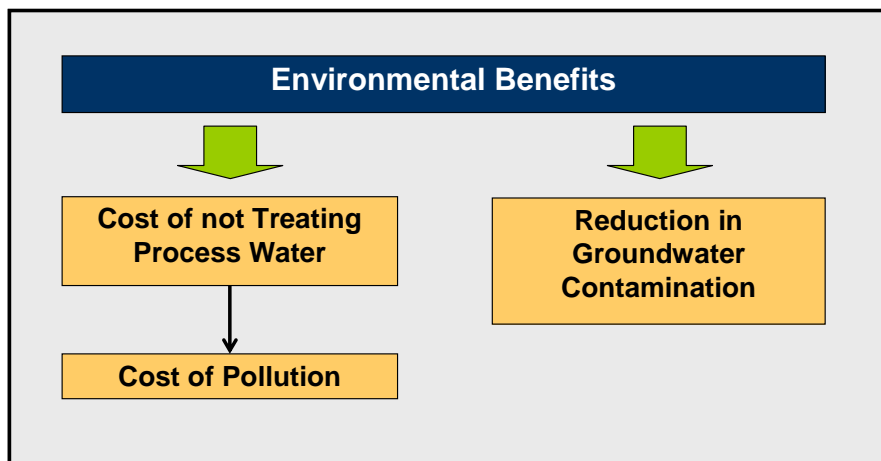 Environmental Benefits
Cost of not Treating
Process Water
Cost of Pollution
Reduction in
Groundwater
Contamination